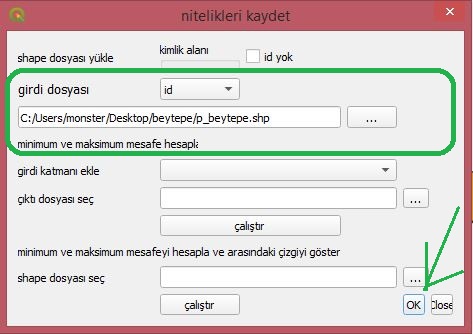 nitelikleri kaydet
kimlik alanı
shape dosyası yükle
id yok
girdi dosyası
id
C:/Users/monster/Desktop/beytepe/p_beytepe.shp
...
minimum ve maksimum mesafe hesapla
girdi katmanı ekle
çıktı dosyası seç
...
çalıştır
minimum ve maksimum mesafeyi hesapla ve arasındaki çizgiyi göster
shape dosyası seç
...
çalıştır
OK
Close